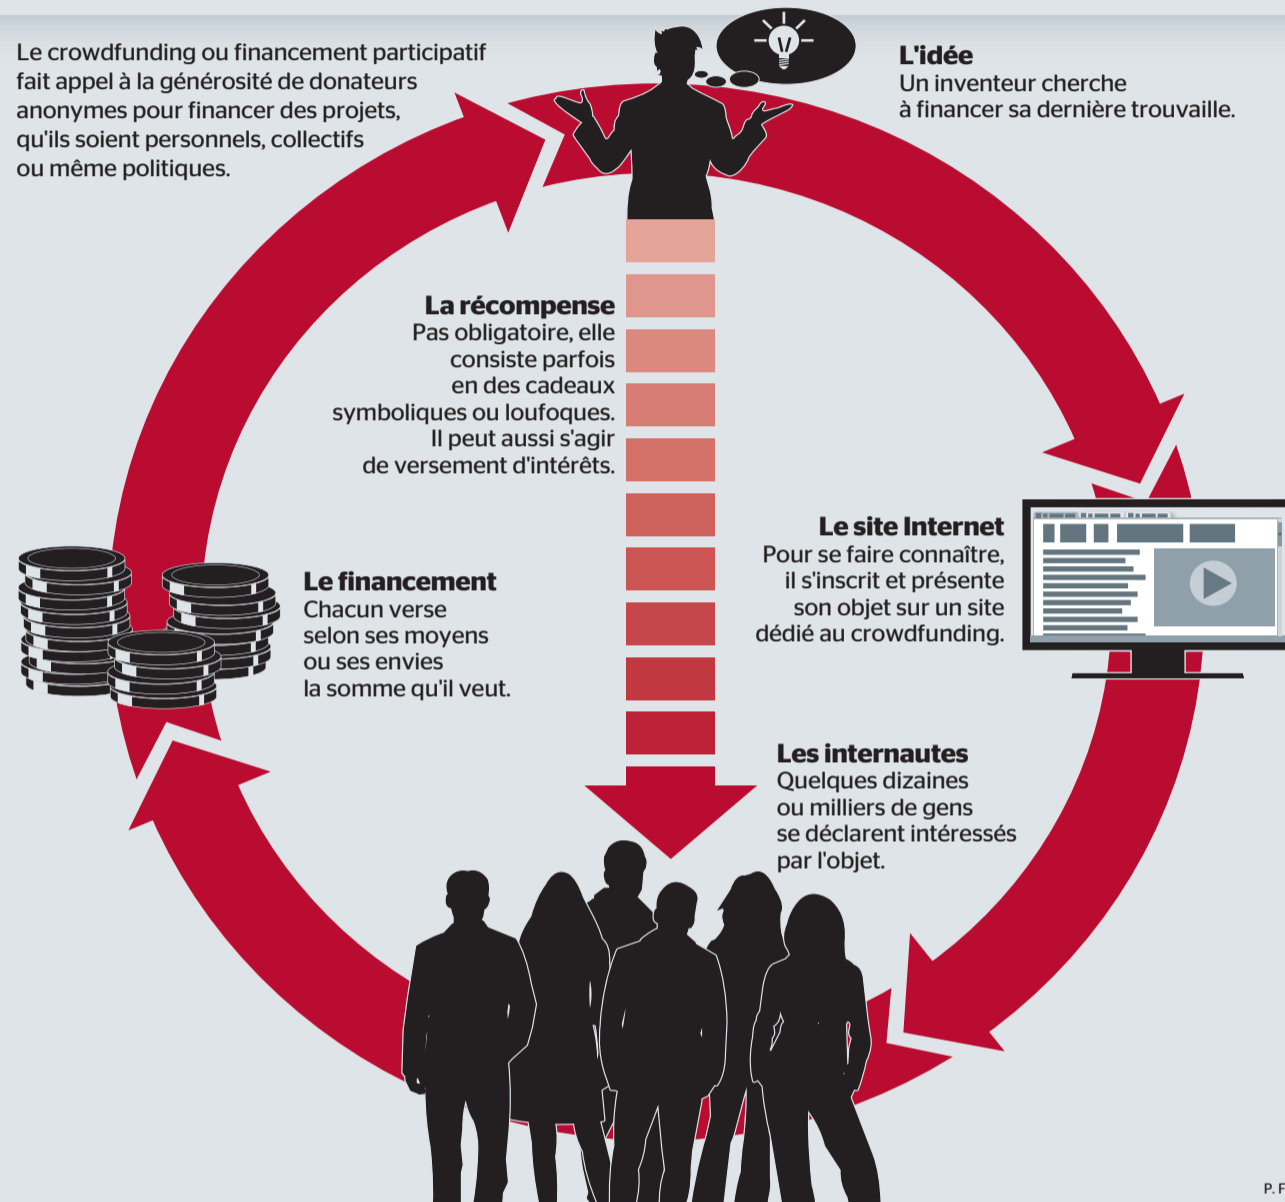 Le crowdfunding ou financement participatif
fait appel à la générosité de donateurs
anonymes pour financer des projets,
qu'ils soient personnels, collectifs
ou même politiques.
L'idée
Un inventeur cherche
à financer sa dernière trouvaille.
La récompense
Pas obligatoire, elle
consiste parfois
en des cadeaux
symboliques ou loufoques.
Il peut aussi s'agir
de versement d'intérêts.
Le site Internet
Pour se faire connaître,
il s'inscrit et présente
son objet sur un site
dédié au crowdfunding.
Le financement
Chacun verse
selon ses moyens
ou ses envies
la somme qu'il veut.
Les internautes
Quelques dizaines
ou milliers de gens
se déclarent intéressés
par l'objet.
P. F